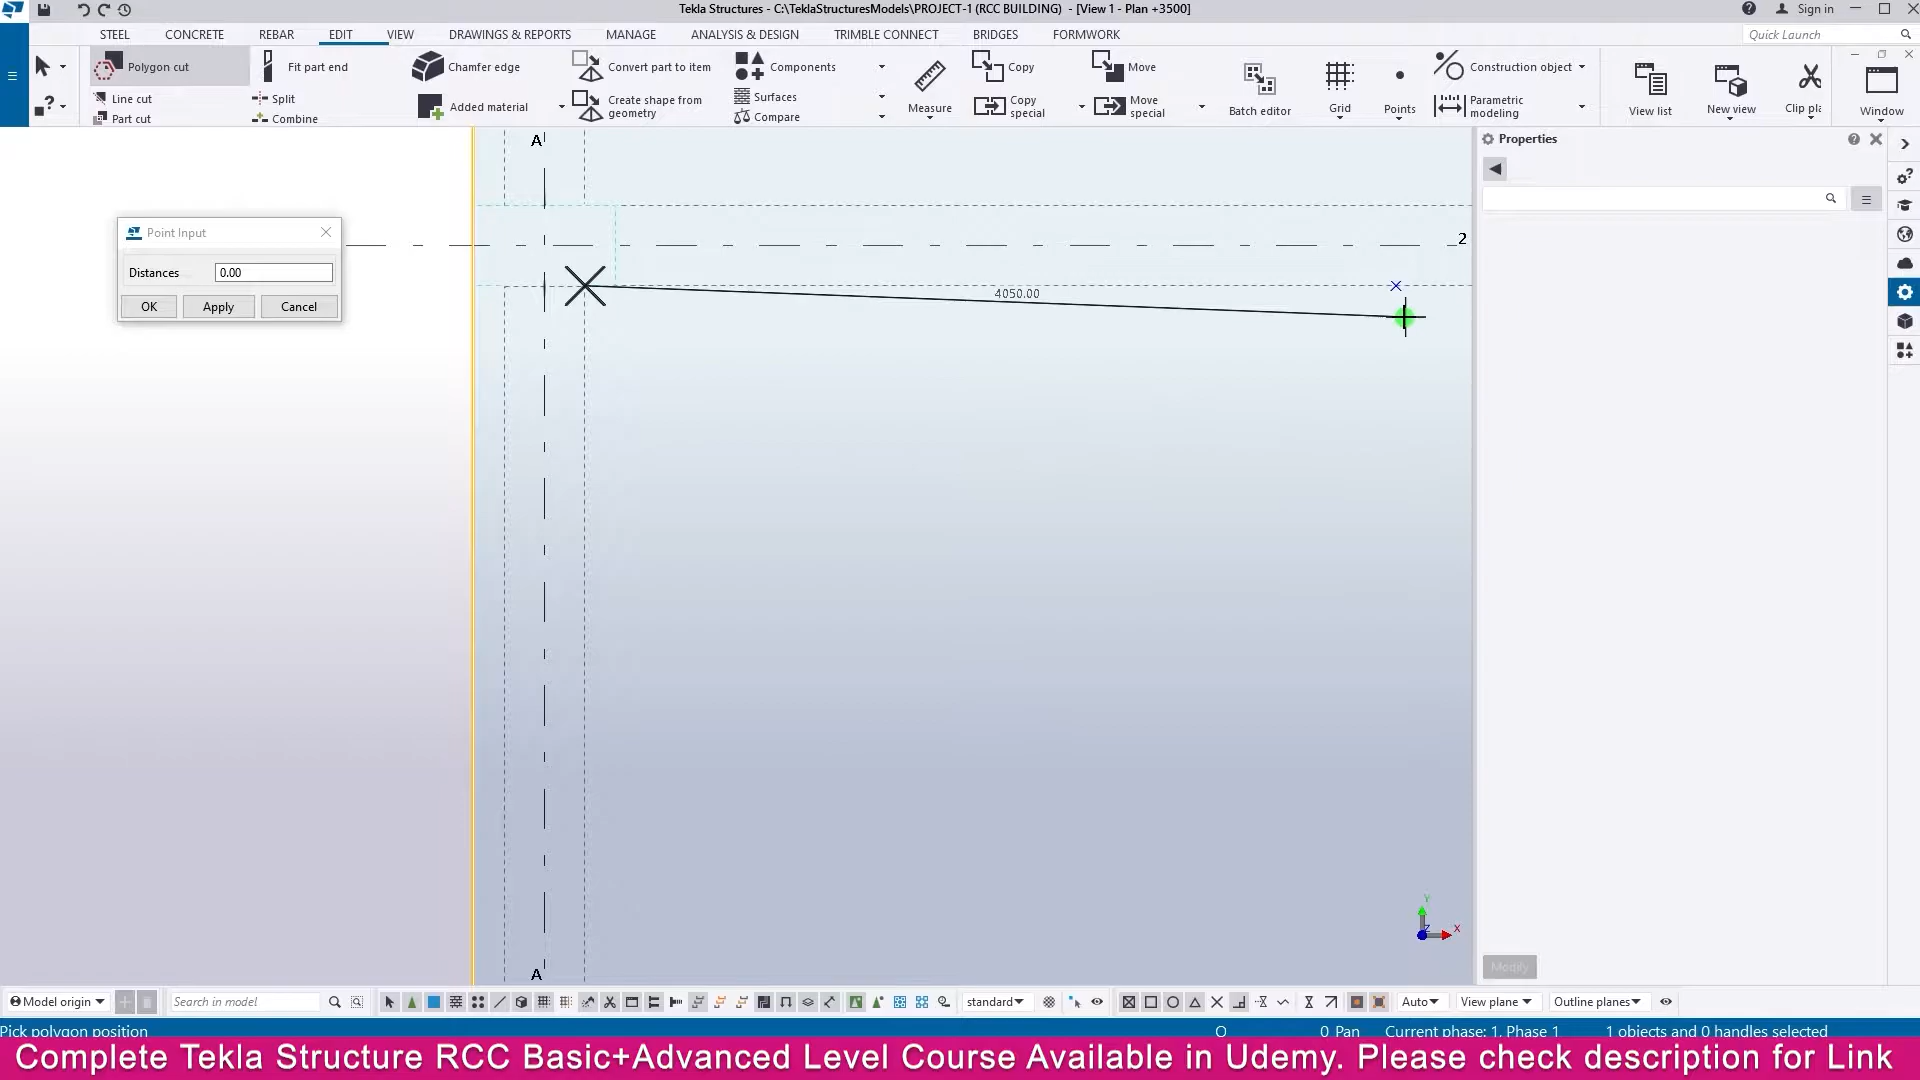 Tekla Structures - C:\TeklaStructuresModels\PROJECT-1 (RCC BUILDING) - [View 1 - Plan +3500]
Sign in
STEEL CONCRETE REBAR EDIT VIEW DRAWINGS & REPORTS MANAGE ANALYSIS & DESIGN TRIMBLE CONNECT BRIDGES FORMWORK
Quick Launch
Polygon cut
Line cut
Part cut
Fit part end
Split
Combine
Chamfer edge
Added material
Convert part to item
Create shape from
geometry
Components
Surfaces
Compare
Measure
Copy
Copy
special
Move
Move
special
Batch editor
Grid
Points
Construction object
Parametric
modeling
View list
New view
Clip pla
Window
Properties
A
2
Point Input
Distances 0.00
OK Apply Cancel
4050.00
Y
Z
X
A
Modify
Model origin
Search in model
standard
Auto
View plane
Outline planes
Pick polygon position
O
0 Pan
Current phase: 1, Phase 1
1 objects and 0 handles selected
Complete Tekla Structure RCC Basic+Advanced Level Course Available in Udemy. Please check description for Link